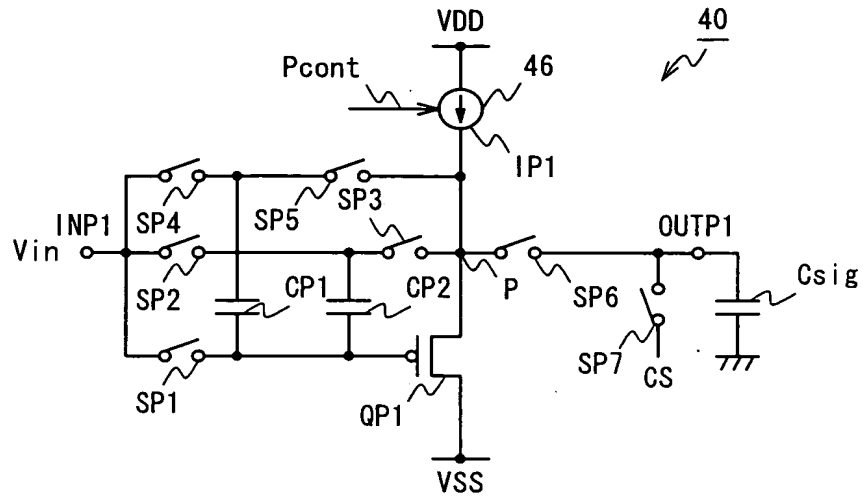 40
VDD
Pcont
46
IP1
SP4
SP5
SP3
INP1
Vin
OUTP1
SP2
CP1
CP2
P
SP6
Csig
SP7
CS
SP1
QP1
VSS